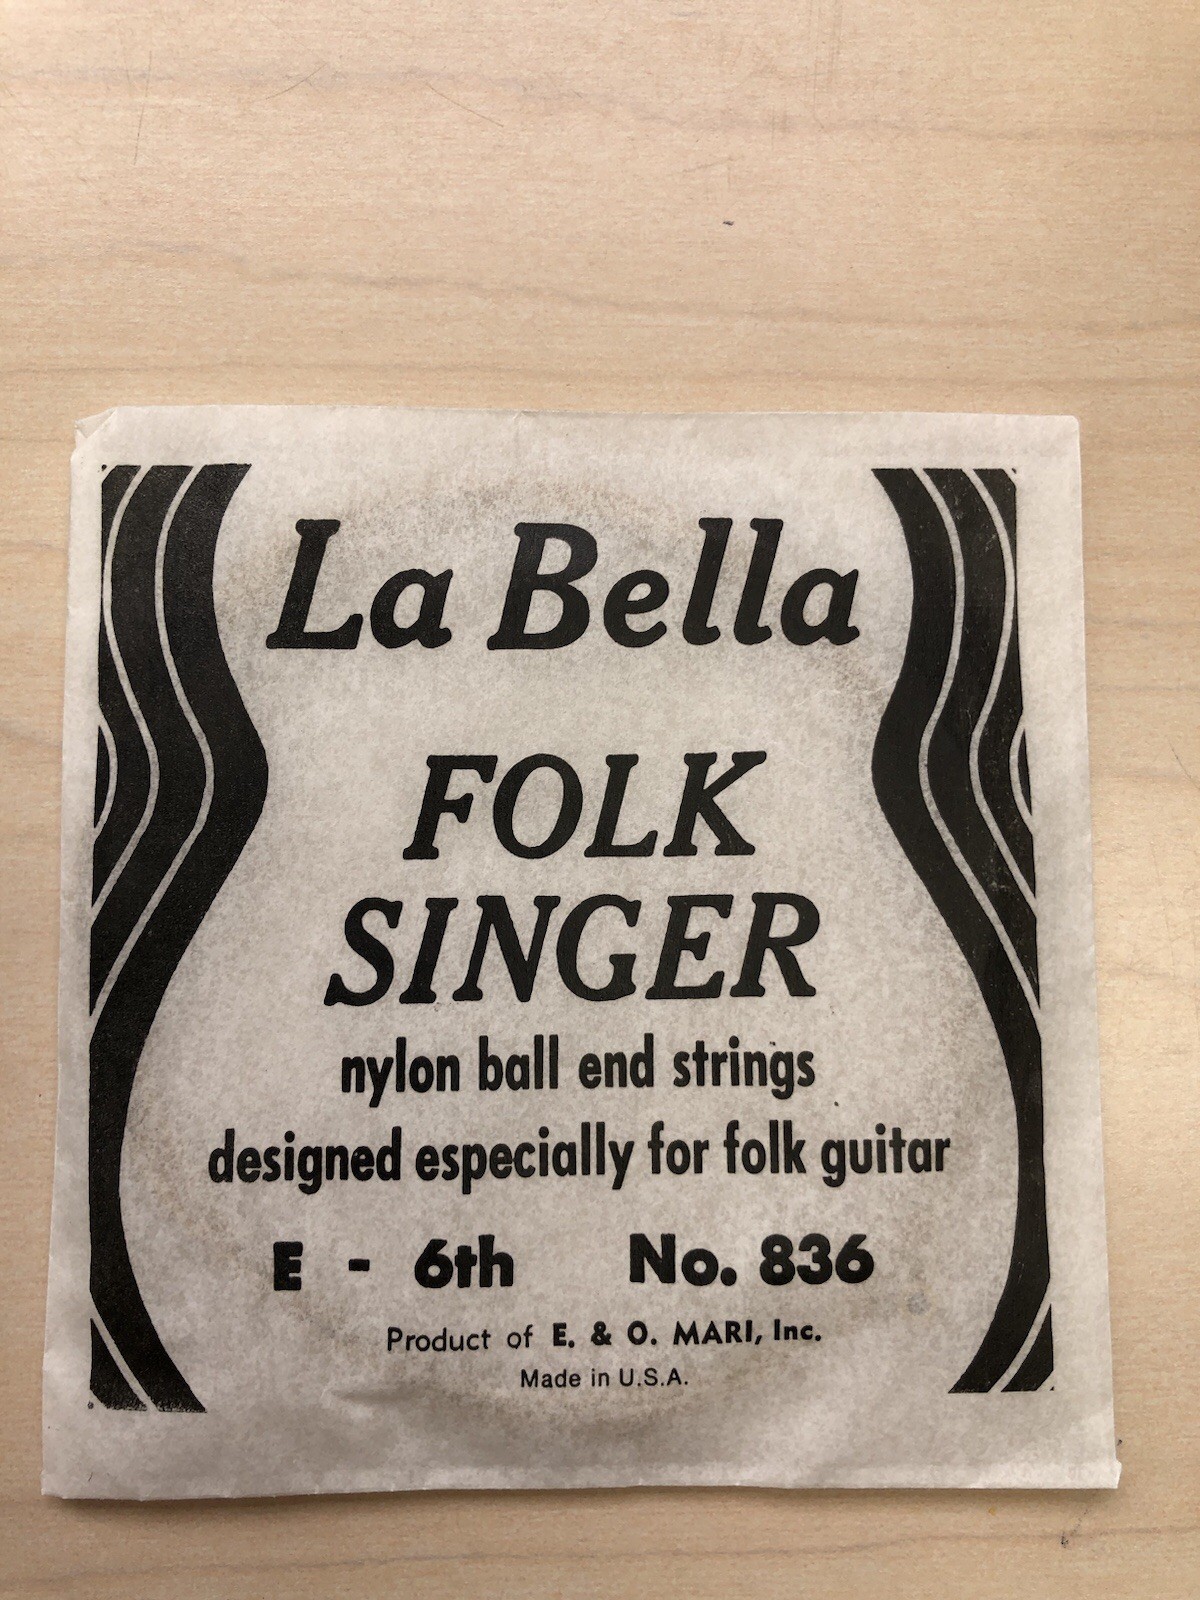 La Bella
FOLK
SINGER
nylon ball end strings
designed especially for folk guitar
E - 6th No. 836
Product of E. & O. MARI, Inc.
Made in U.S.A.